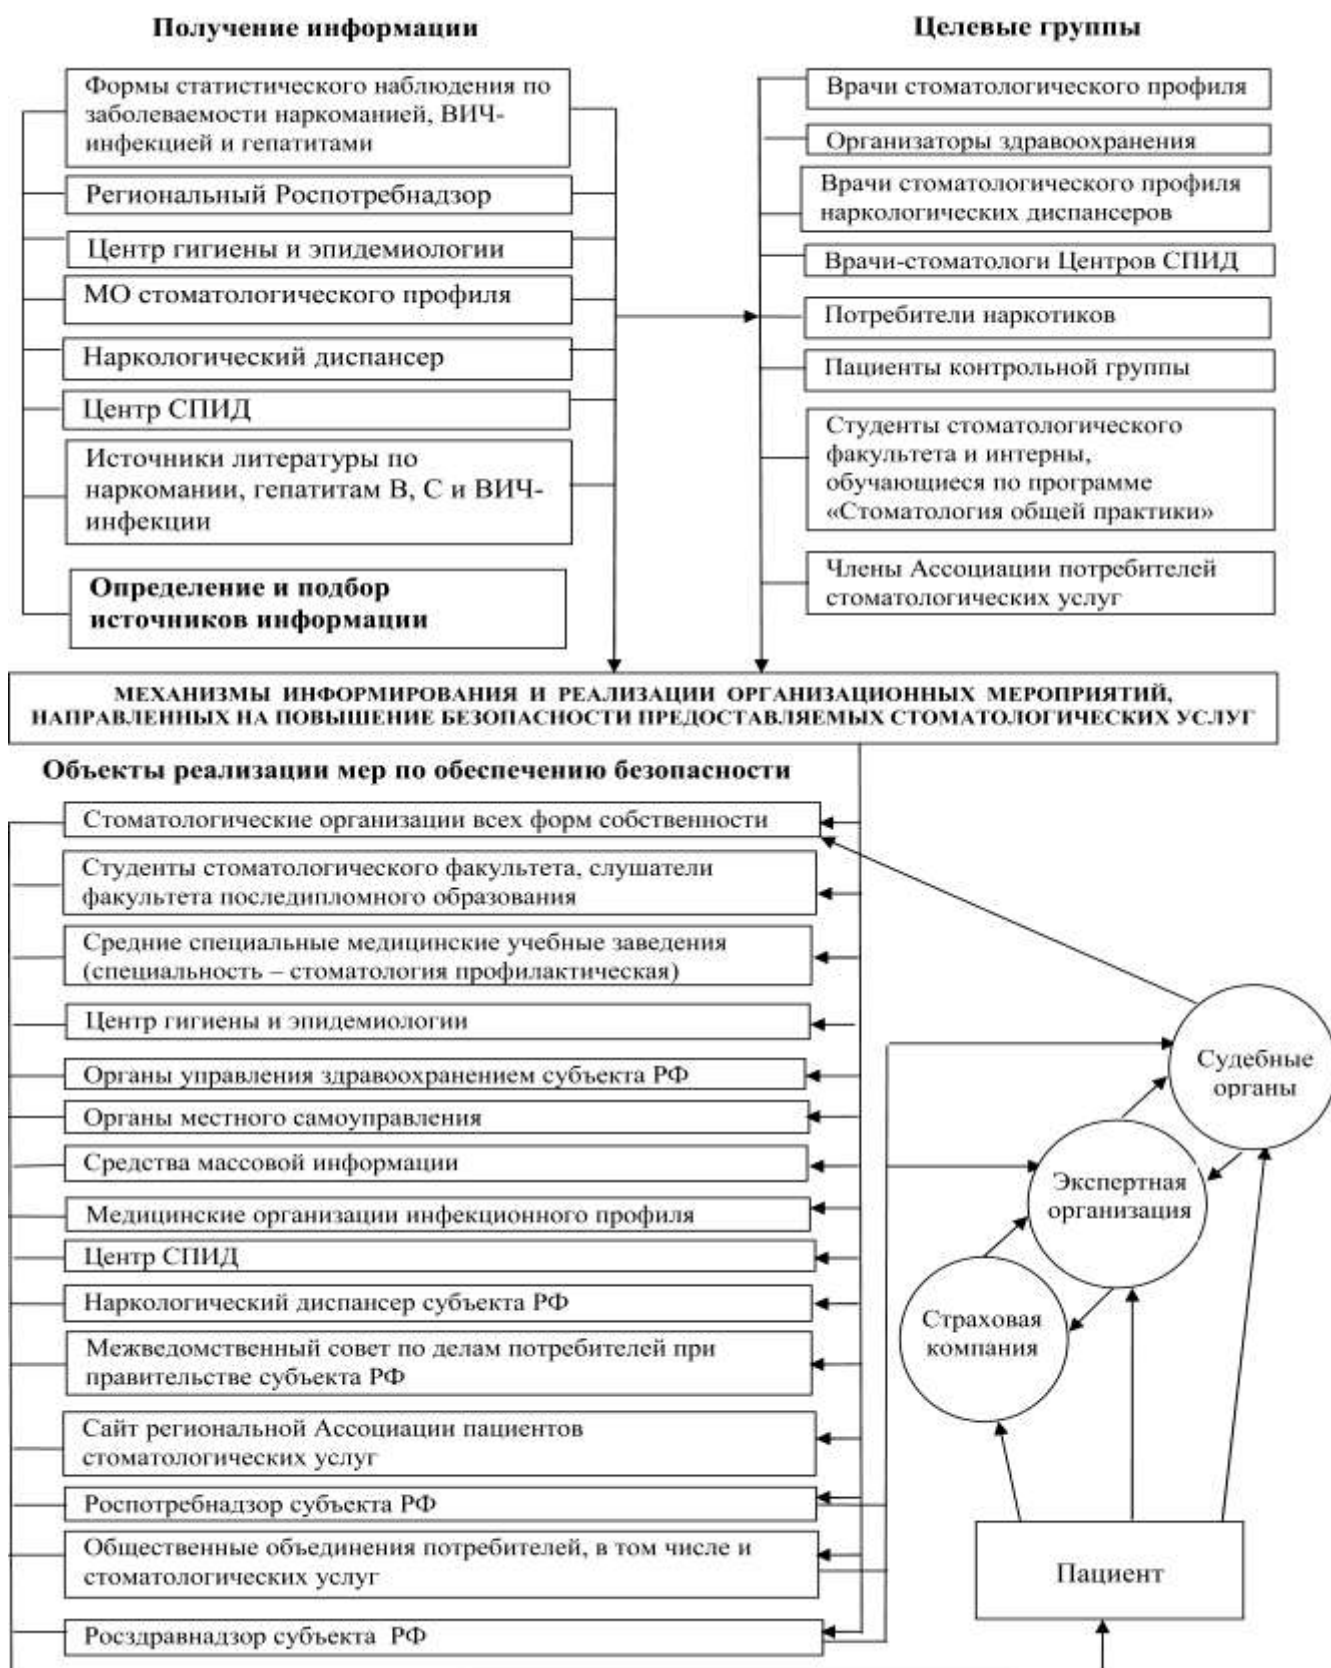 Получение информации
Формы статистического наблюдения по
заболеваемости наркоманией, ВИЧ-
инфекцией и гепатитами
Региональный Роспотребнадзор
Центр гигиены и эпидемиологии
МО стоматологического профиля
Наркологический диспансер
Центр СПИД
Источники литературы по
наркомании, гепатитам В, С и ВИЧ-
инфекции
Определение и подбор
источников информации
Целевые группы
Врачи стоматологического профиля
Организаторы здравоохранения
Врачи стоматологического профиля
наркологических диспансеров
Врачи-стоматологи Центров СПИД
Потребители наркотиков
Пациенты контрольной группы
Студенты стоматологического
факультета и интерны,
обучающиеся по программе
«Стоматология общей практики»
Члены Ассоциации потребителей
стоматологических услуг
МЕХАНИЗМЫ ИНФОРМИРОВАНИЯ И РЕАЛИЗАЦИИ ОРГАНИЗАЦИОННЫХ МЕРОПРИЯТИЙ,
НАПРАВЛЕННЫХ НА ПОВЫШЕНИЕ БЕЗОПАСНОСТИ ПРЕДОСТАВЛЯЕМЫХ СТОМАТОЛОГИЧЕСКИХ УСЛУГ
Объекты реализации мер по обеспечению безопасности
Стоматологические организации всех форм собственности
Студенты стоматологического факультета, слушатели
факультета последипломного образования
Средние специальные медицинские учебные заведения
(специальность – стоматология профилактическая)
Центр гигиены и эпидемиологии
Органы управления здравоохранением субъекта РФ
Органы местного самоуправления
Средства массовой информации
Медицинские организации инфекционного профиля
Центр СПИД
Наркологический диспансер субъекта РФ
Межведомственный совет по делам потребителей при
правительстве субъекта РФ
Сайт региональной Ассоциации пациентов
стоматологических услуг
Роспотребнадзор субъекта РФ
Общественные объединения потребителей, в том числе и
стоматологических услуг
Росздравнадзор субъекта РФ
Судебные
органы
Экспертная
организация
Страховая
компания
Пациент